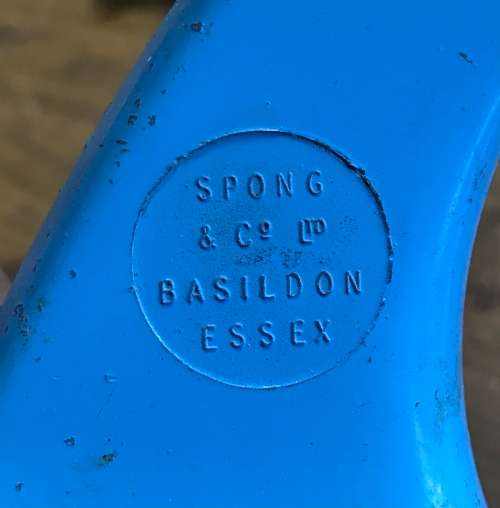 SPONG
& Cº LTD
BASILDON
ESSEX